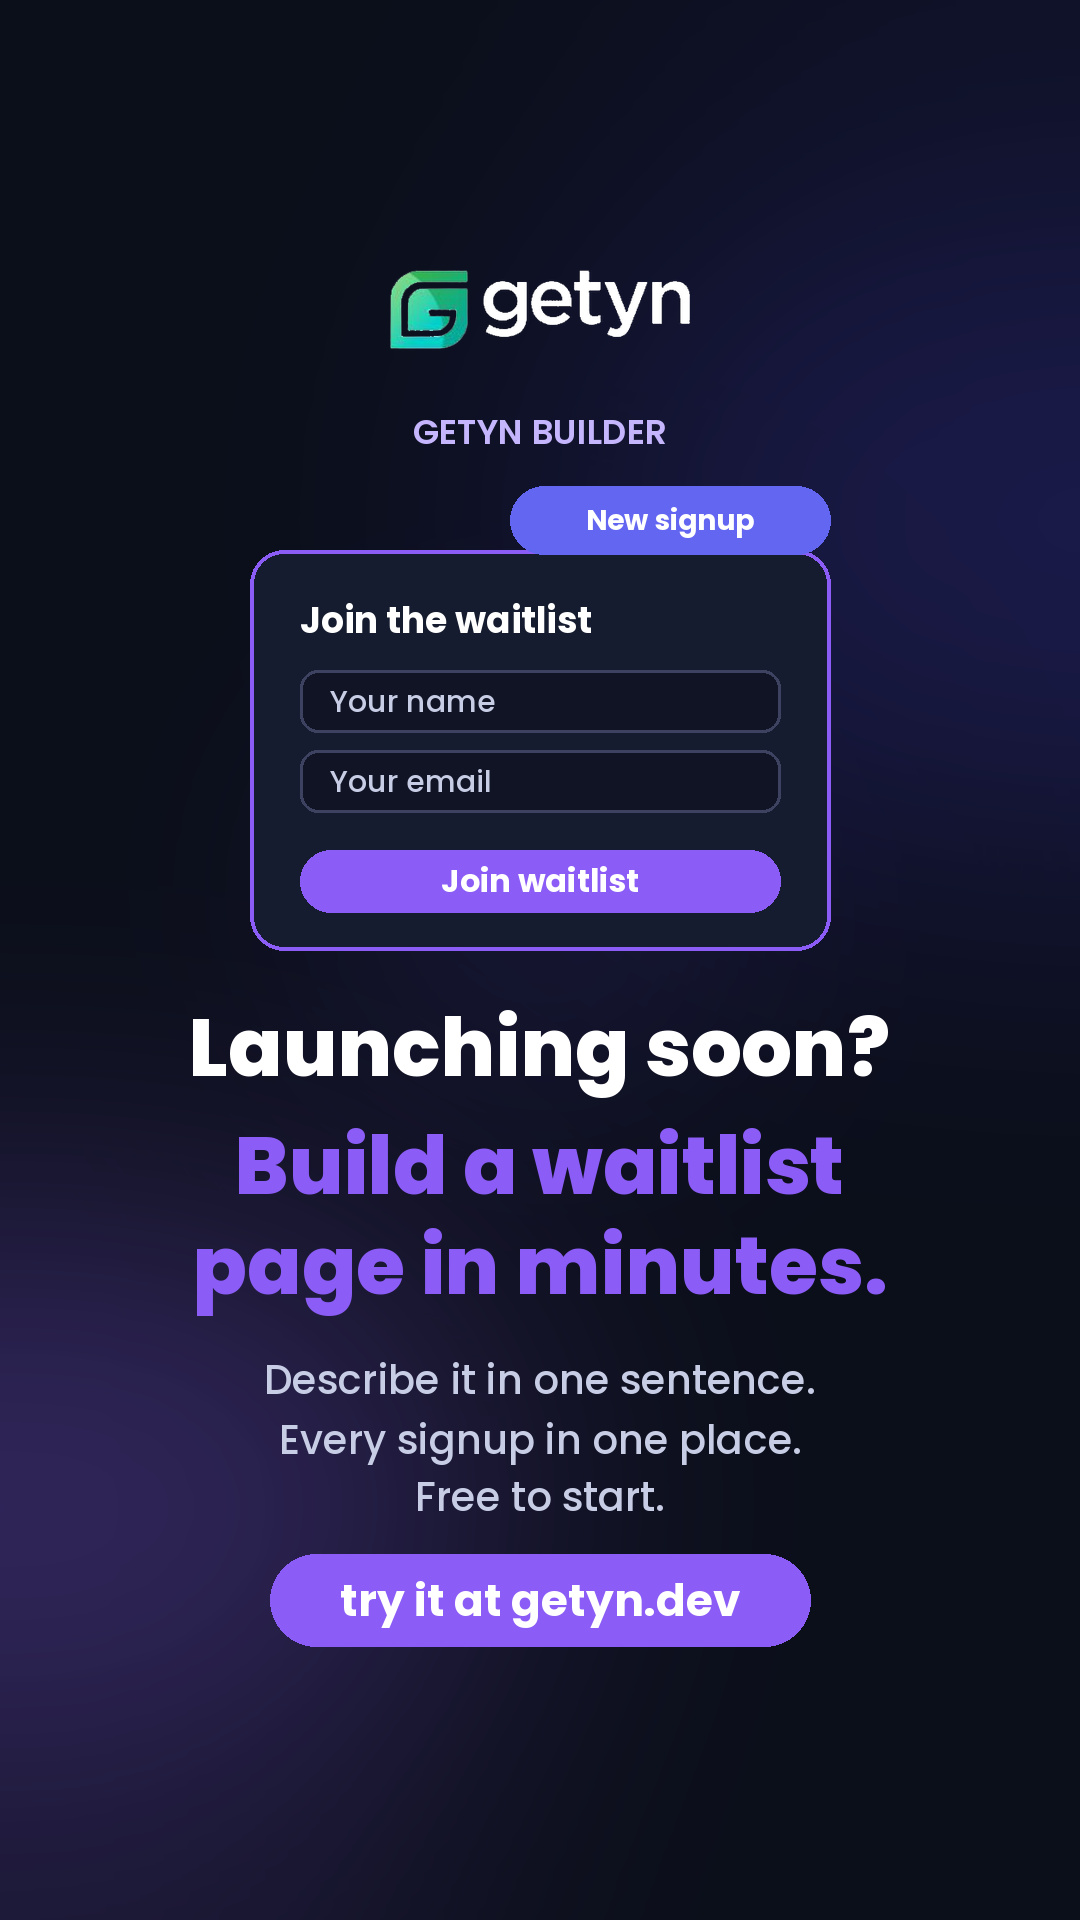 getyn
GETYN BUILDER
New signup
Join the waitlist
Your name
Your email
Join waitlist
Launching soon?
Build a waitlist
page in minutes.
Describe it in one sentence.
Every signup in one place.
Free to start.
try it at getyn.dev